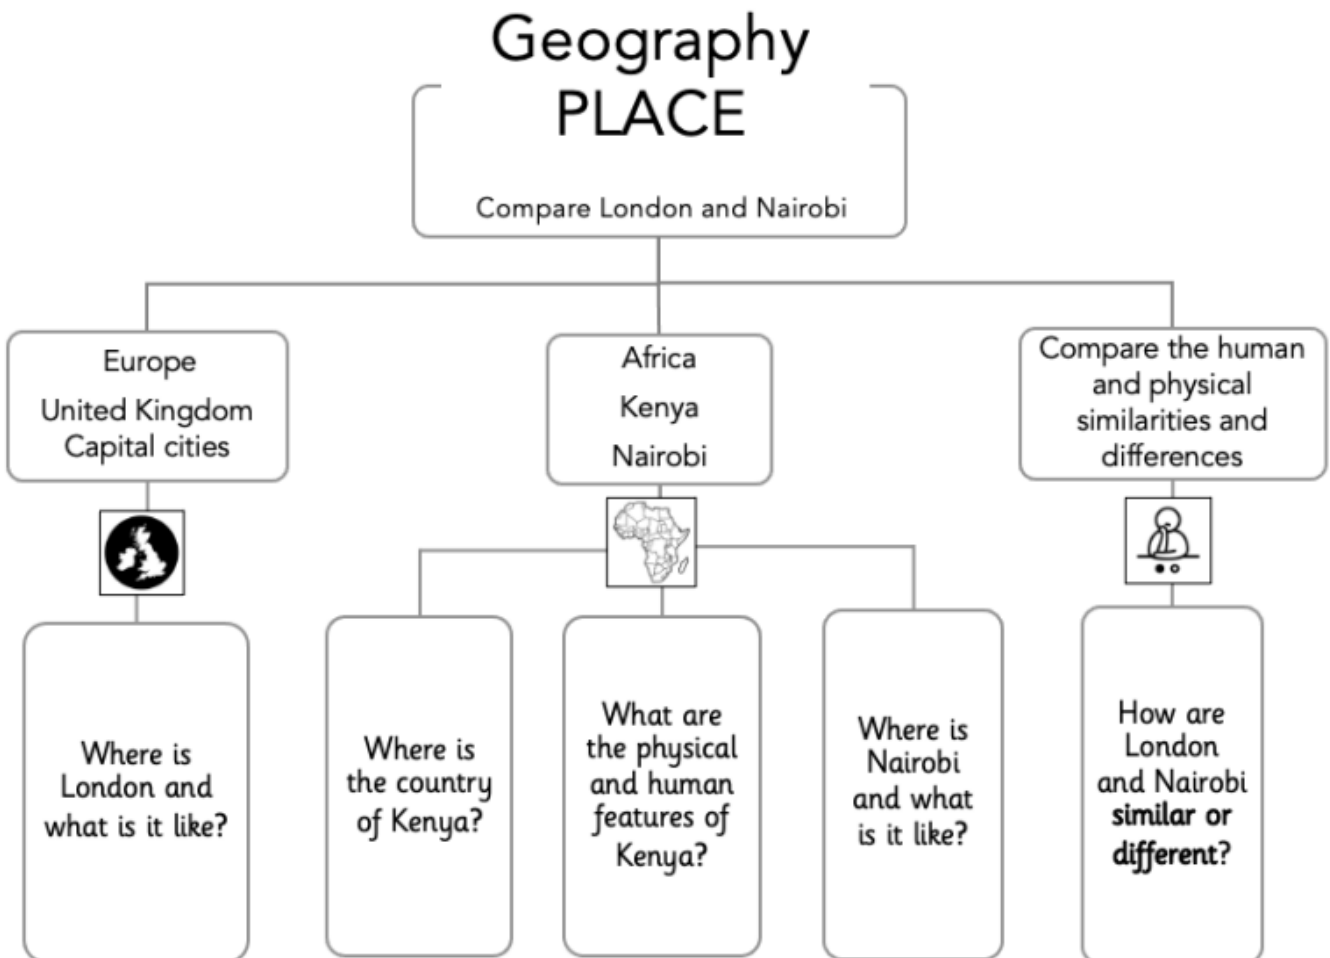 Geography
PLACE
Compare London and Nairobi
Europe
United Kingdom
Capital cities
Africa
Kenya
Nairobi
Compare the human
and physical
similarities and
differences
Where is
London and
what is it like?
Where is
the country
of Kenya?
What are
the physical
and human
features of
Kenya?
Where is
Nairobi
and what
is it like?
How are
London
and Nairobi
similar or
different?